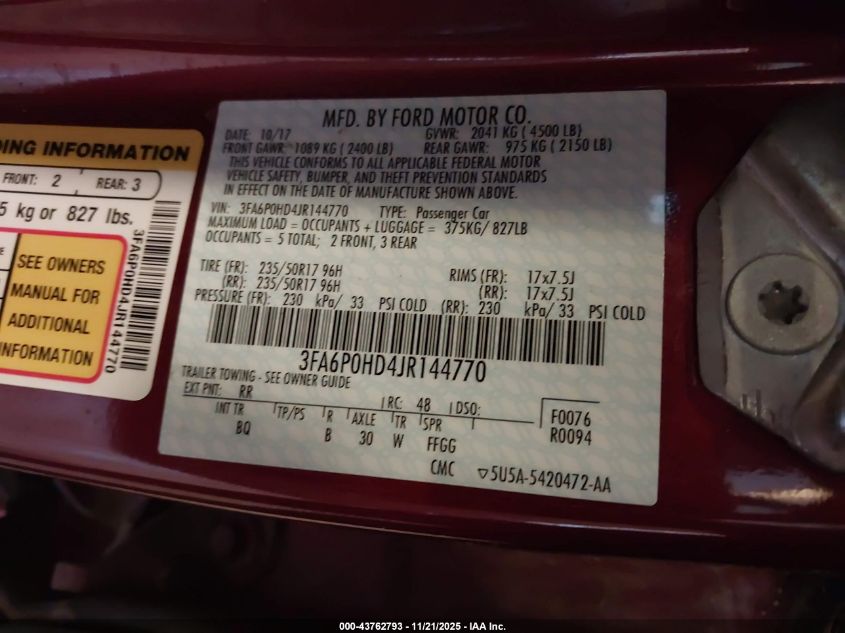 DING INFORMATION
FRONT: 2 REAR: 3
5 kg or 827 lbs.
SEE OWNERS
MANUAL FOR
ADDITIONAL
INFORMATION
3FA6P0HD4JR144770
MFD. BY FORD MOTOR CO.
DATE: 10/17 GVWR: 2041 KG ( 4500 LB)
FRONT GAWR: 1089 KG ( 2400 LB) REAR GAWR: 975 KG ( 2150 LB)
THIS VEHICLE CONFORMS TO ALL APPLICABLE FEDERAL MOTOR
VEHICLE SAFETY, BUMPER, AND THEFT PREVENTION STANDARDS
IN EFFECT ON THE DATE OF MANUFACTURE SHOWN ABOVE.
VIN: 3FA6P0HD4JR144770 TYPE: Passenger Car
MAXIMUM LOAD = OCCUPANTS + LUGGAGE = 375KG/ 827LB
OCCUPANTS = 5 TOTAL; 2 FRONT, 3 REAR
TIRE (FR): 235/50R17 96H RIMS (FR): 17x7.5J
(RR): 235/50R17 96H (RR): 17x7.5J
PRESSURE (FR): 230 kPa/ 33 PSI COLD (RR): 230 kPa/ 33 PSI COLD
3FA6P0HD4JR144770
TRAILER TOWING - SEE OWNER GUIDE
EXT PNT: RR RC: 48 DSO:
INT TR TP/PS R AXLE TR SPR F0076
BQ B 30 W FFGG R0094
CMC ▽5U5A-5420472-AA
000-43762793 - 11/21/2025 - IAA Inc.